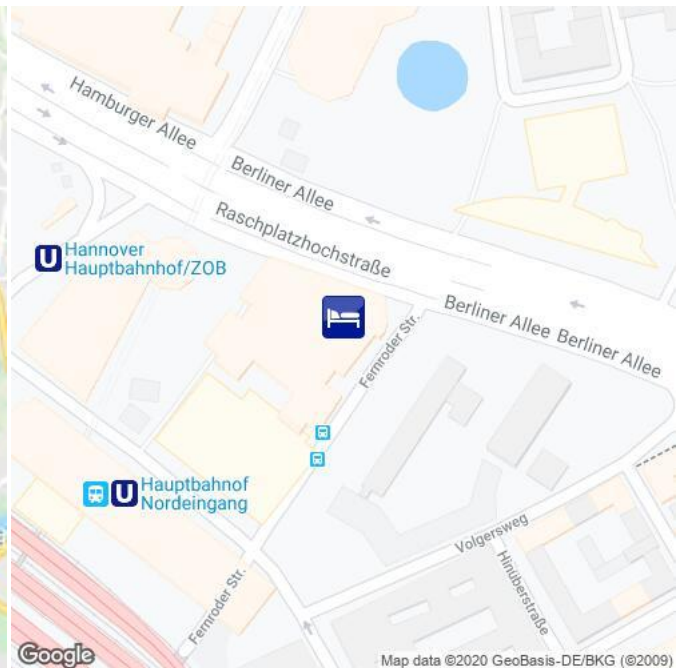 Hamburger Allee
Berliner Allee
Raschplatzhochstraße
U Hannover
Hauptbahnhof/ZOB
Berliner Allee Berliner Allee
Fernroder Str.
U Hauptbahnhof
Nordeingang
Volgersweg
Hinüberstraße
Fernroder Str.
Google
Map data ©2020 GeoBasis-DE/BKG (©2009)